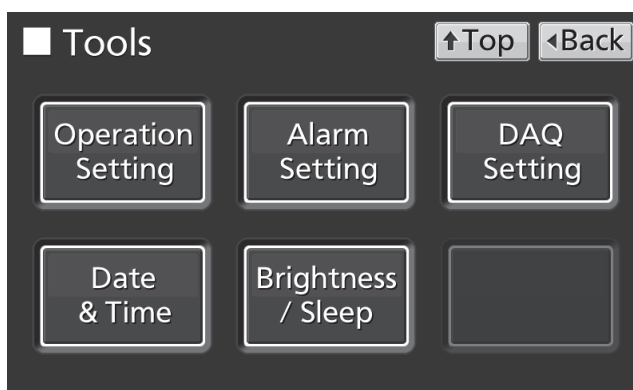 Tools
↑Top
◂Back
Operation
Setting
Alarm
Setting
DAQ
Setting
Date
& Time
Brightness
/ Sleep